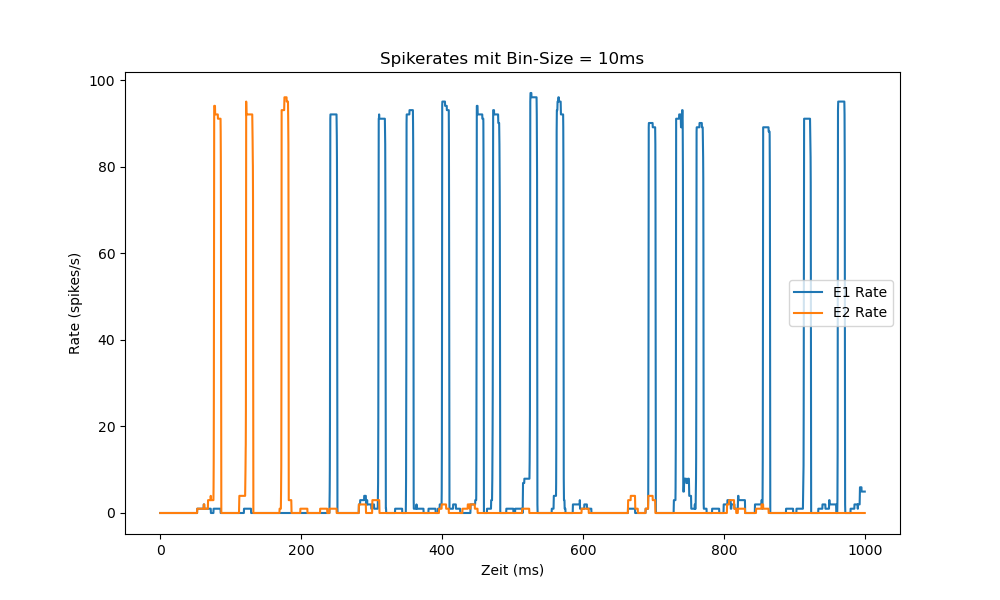 Spikerates mit Bin-Size = 10ms
Rate (spikes/s)
100
80
60
40
20
0
E1 Rate
E2 Rate
0 200 400 600 800 1000
Zeit (ms)